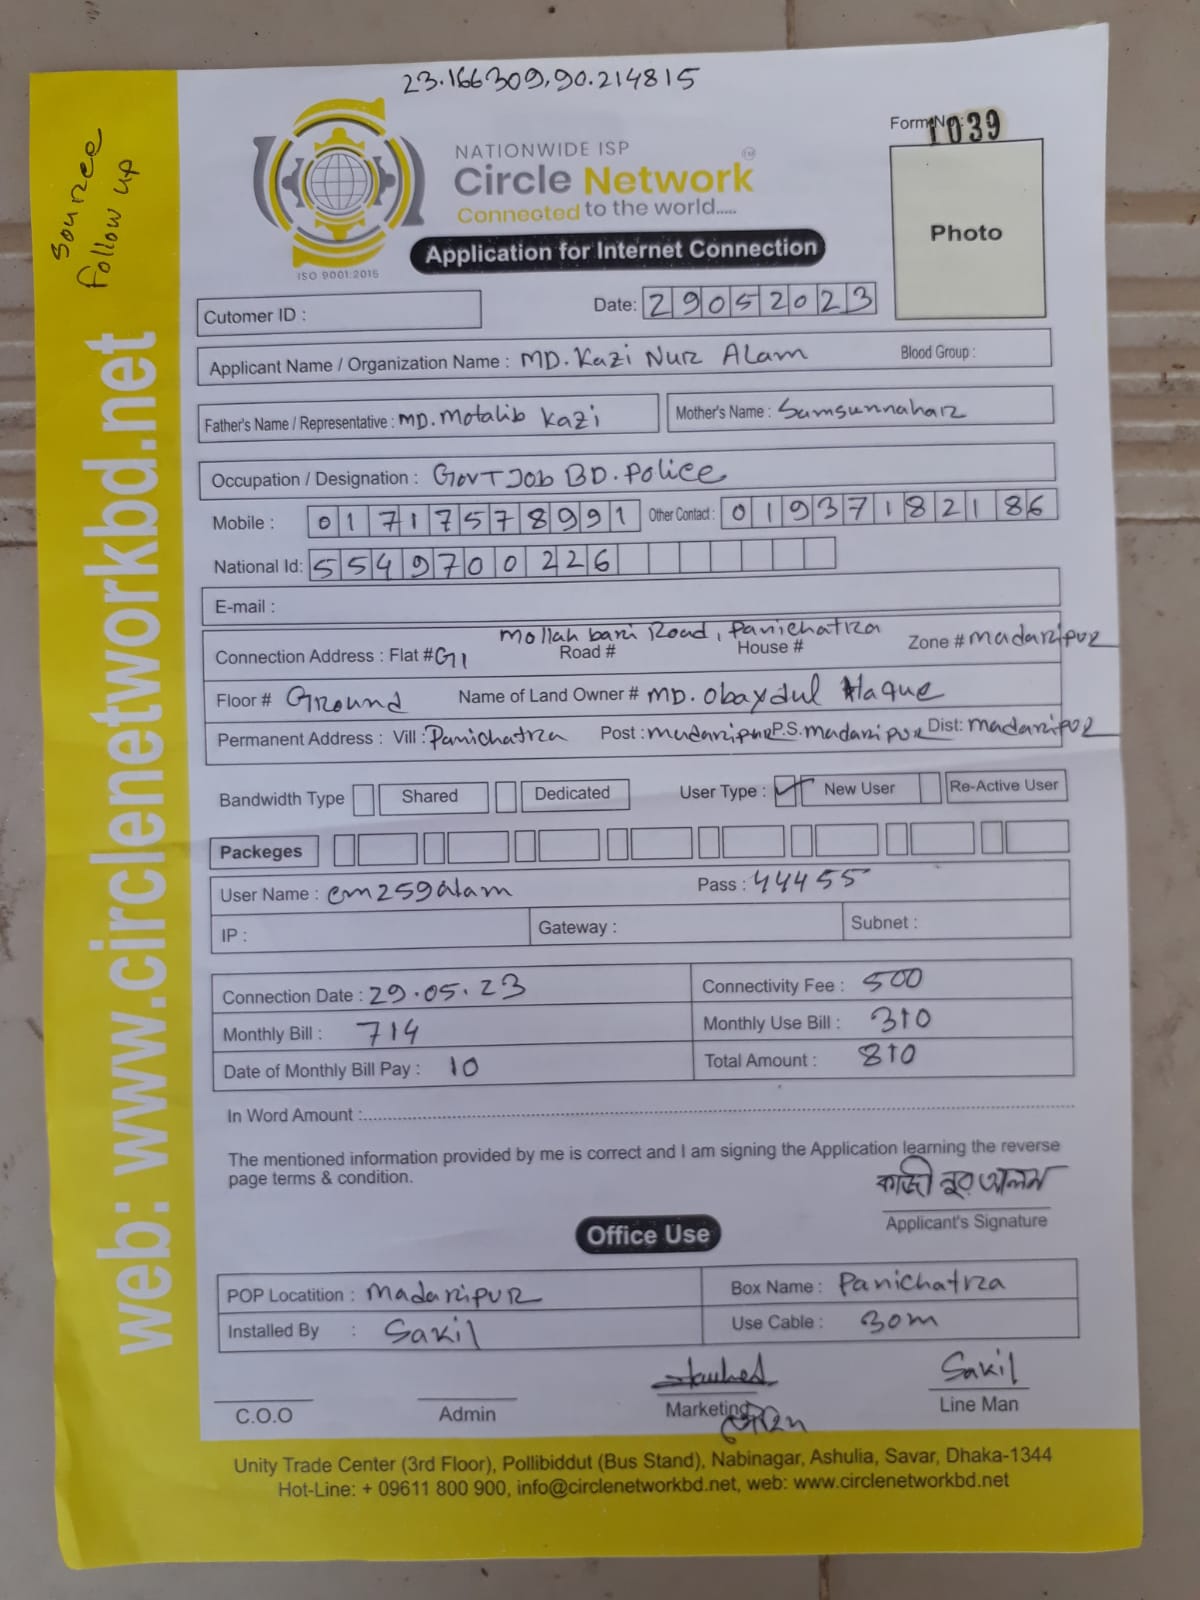 23.166309,90.214815
Source
Follow up
web: www.circlenetworkbd.net
Form No.: 1039
NATIONWIDE ISP
Circle Network
TM
Connected to the world.....
ISO 9001:2015
Application for Internet Connection
Photo
Cutomer ID :
Date: 29052023
Applicant Name / Organization Name : MD. Kazi Nur Alam Blood Group :
Father's Name / Representative : MD. Motalib Kazi Mother's Name : Samsunnahar
Occupation / Designation : GovT Job BD. Police
Mobile : 01717578991 Other Contact : 01937182186
National Id: 5549700226
E-mail :
Mollah bari Road, Panichatra
Connection Address : Flat # G1 Road # House # Zone # Madaripur
Floor # Ground Name of Land Owner # MD. Obaydul Haque
Permanent Address : Vill : Panichatra Post : Madaripur P.S. Madaripur Dist: Madaripur
Bandwidth Type Shared Dedicated User Type : New User Re-Active User
Packeges
User Name : cm259alam Pass : 44455
IP : Gateway : Subnet :
Connection Date : 29.05.23 Connectivity Fee : 500
Monthly Bill : 714 Monthly Use Bill : 310
Date of Monthly Bill Pay : 10 Total Amount : 810
In Word Amount :
The mentioned information provided by me is correct and I am signing the Application learning the reverse
page terms & condition.
কাজী নুর আলম
Applicant's Signature
Office Use
POP Locatition : Madaripur Box Name : Panichatra
Installed By : Sakil Use Cable : 30m
Sakil
C.O.O Admin Marketing Line Man
Unity Trade Center (3rd Floor), Pollibiddut (Bus Stand), Nabinagar, Ashulia, Savar, Dhaka-1344
Hot-Line: + 09611 800 900, info@circlenetworkbd.net, web: www.circlenetworkbd.net